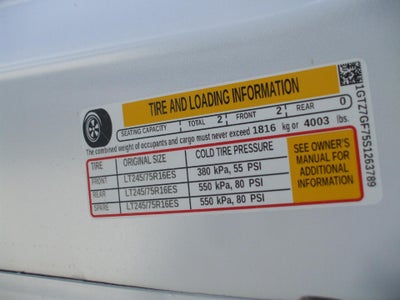 TIRE AND LOADING INFORMATION
SEATING CAPACITY TOTAL 2 FRONT 2 REAR 0
The combined weight of occupants and cargo must never exceed 1816 kg or 4003 lbs.
TIRE ORIGINAL SIZE COLD TIRE PRESSURE
FRONT LT245/75R16ES 380 kPa, 55 PSI
REAR LT245/75R16ES 550 kPa, 80 PSI
SPARE LT245/75R16ES 550 kPa, 80 PSI
SEE OWNER'S
MANUAL FOR
ADDITIONAL
INFORMATION
1GTZ7GF75S1263789